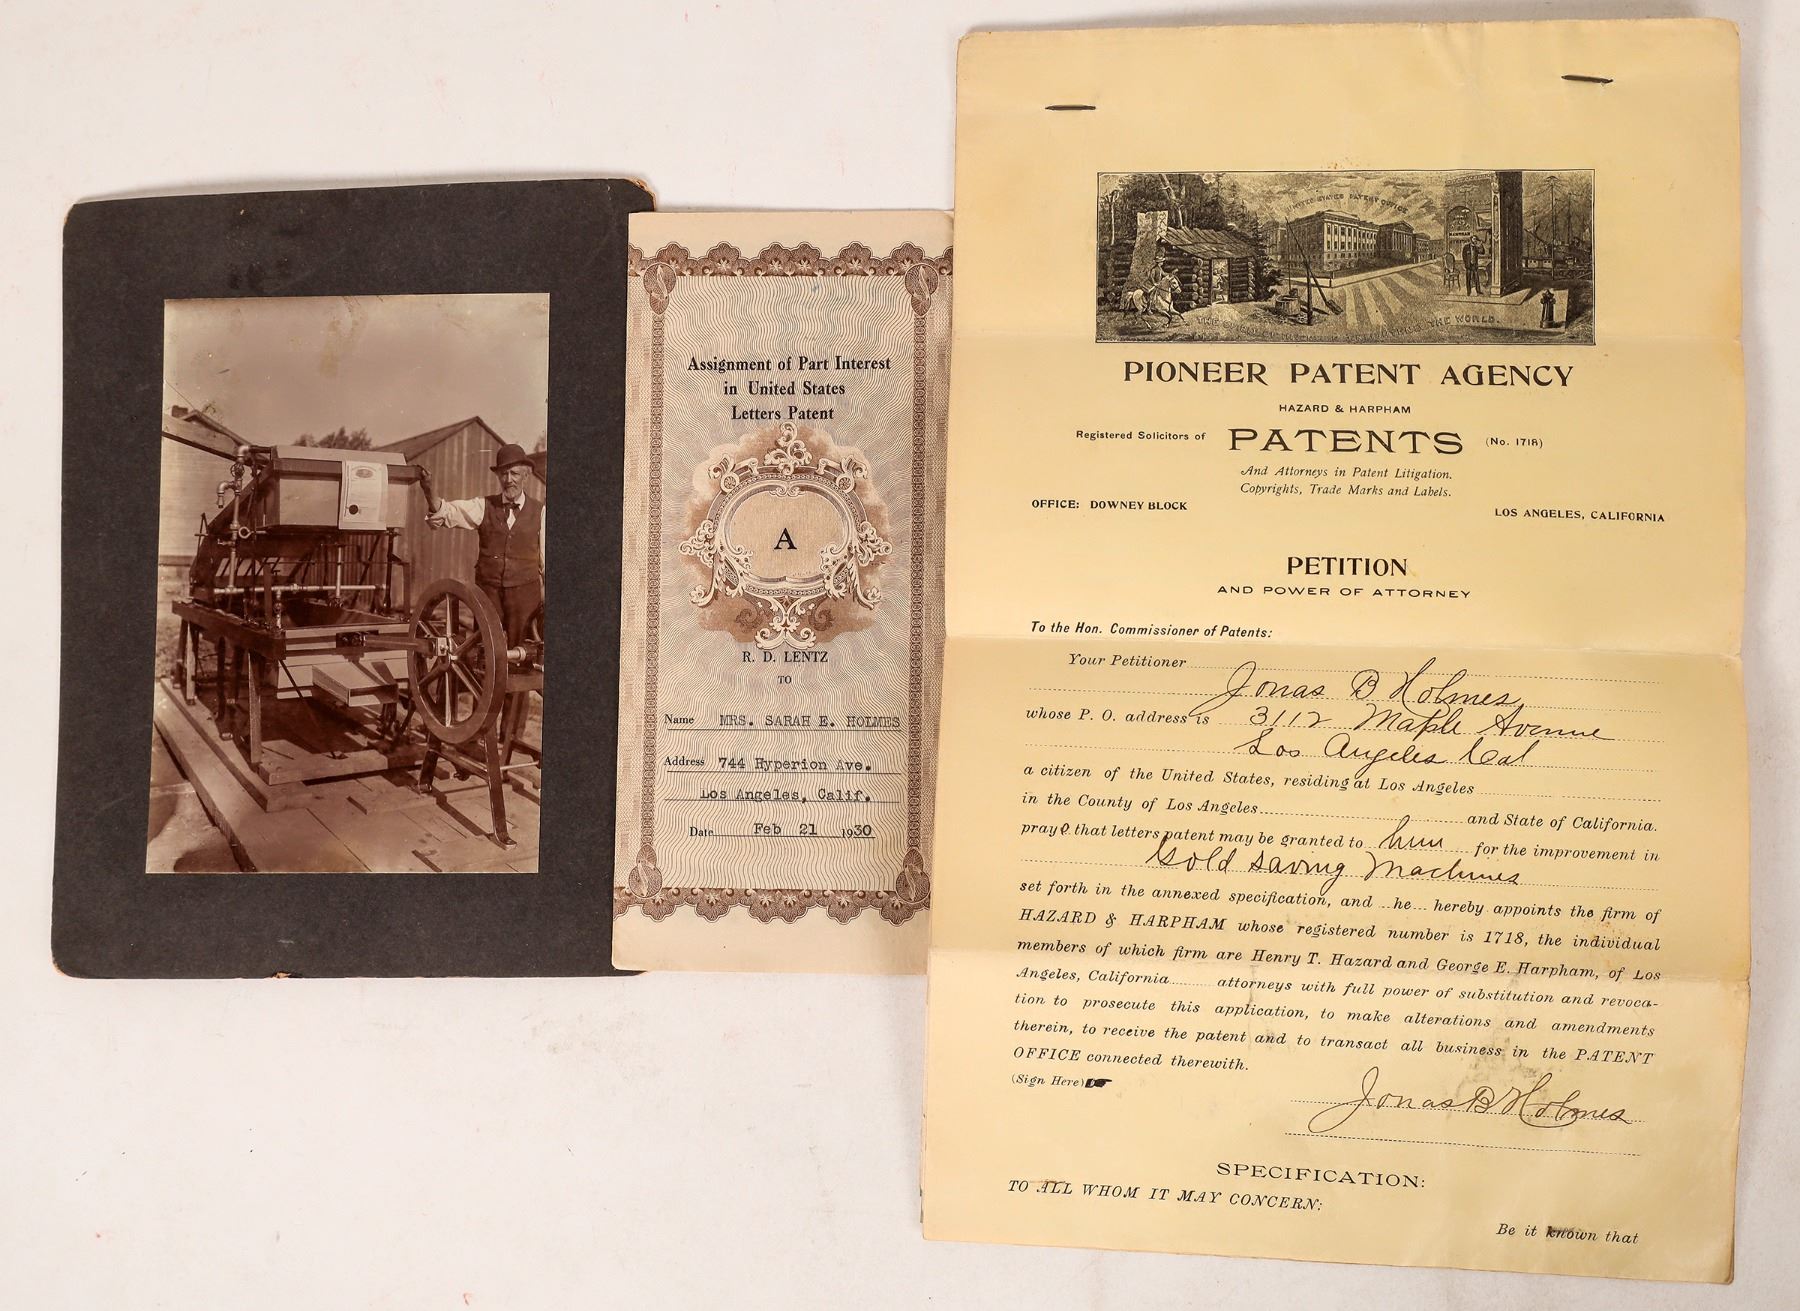 Assignment of Part Interest
in United States
Letters Patent
A
R. D. LENTZ
TO
Name MRS. SARAH E. HOLMES
Address 744 Hyperion Ave.
Los Angeles, Calif.
Date Feb 21 1930
UNITED STATES PATENT OFFICE
THE WORLD.
PIONEER PATENT AGENCY
HAZARD & HARPHAM
Registered Solicitors of PATENTS (No. 1718)
And Attorneys in Patent Litigation.
Copyrights, Trade Marks and Labels.
OFFICE: DOWNEY BLOCK LOS ANGELES, CALIFORNIA
PETITION
AND POWER OF ATTORNEY
To the Hon. Commissioner of Patents:
Your Petitioner
Jonas B Holmes,
whose P. O. address is 3112 Maple Avenue
Los Angeles Cal
a citizen of the United States, residing at Los Angeles
in the County of Los Angeles and State of California.
pray s that letters patent may be granted to him for the improvement in
Gold saving Machines
set forth in the annexed specification, and he hereby appoints the firm of
HAZARD & HARPHAM whose registered number is 1718, the individual
members of which firm are Henry T. Hazard and George E. Harpham, of Los
Angeles, California attorneys with full power of substitution and revoca-
tion to prosecute this application, to make alterations and amendments
therein, to receive the patent and to transact all business in the PATENT
OFFICE connected therewith.
(Sign Here)
Jonas B Holmes
SPECIFICATION:
TO ALL WHOM IT MAY CONCERN:
Be it known that